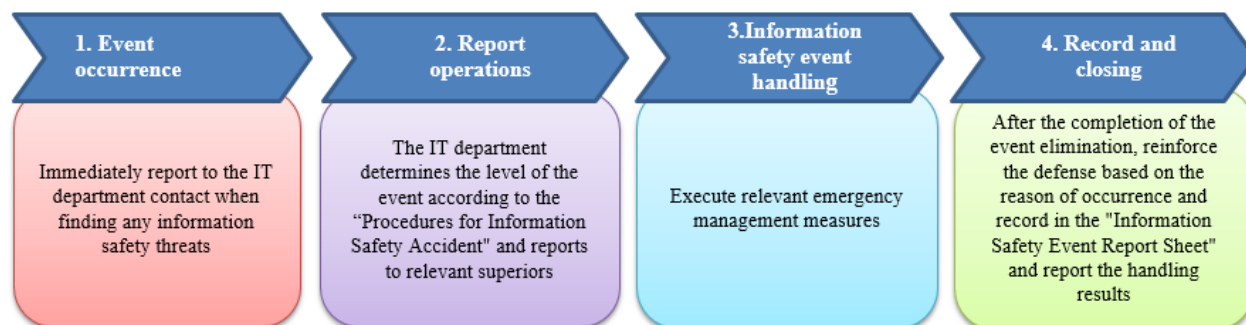 1. Event
occurrence
Immediately report to the IT
department contact when
finding any information
safety threats
2. Report
operations
The IT department
determines the level of the
event according to the
“Procedures for Information
Safety Accident" and reports
to relevant superiors
3.Information
safety event
handling
Execute relevant emergency
management measures
4. Record and
closing
After the completion of the
event elimination, reinforce
the defense based on the
reason of occurrence and
record in the "Information
Safety Event Report Sheet"
and report the handling
results